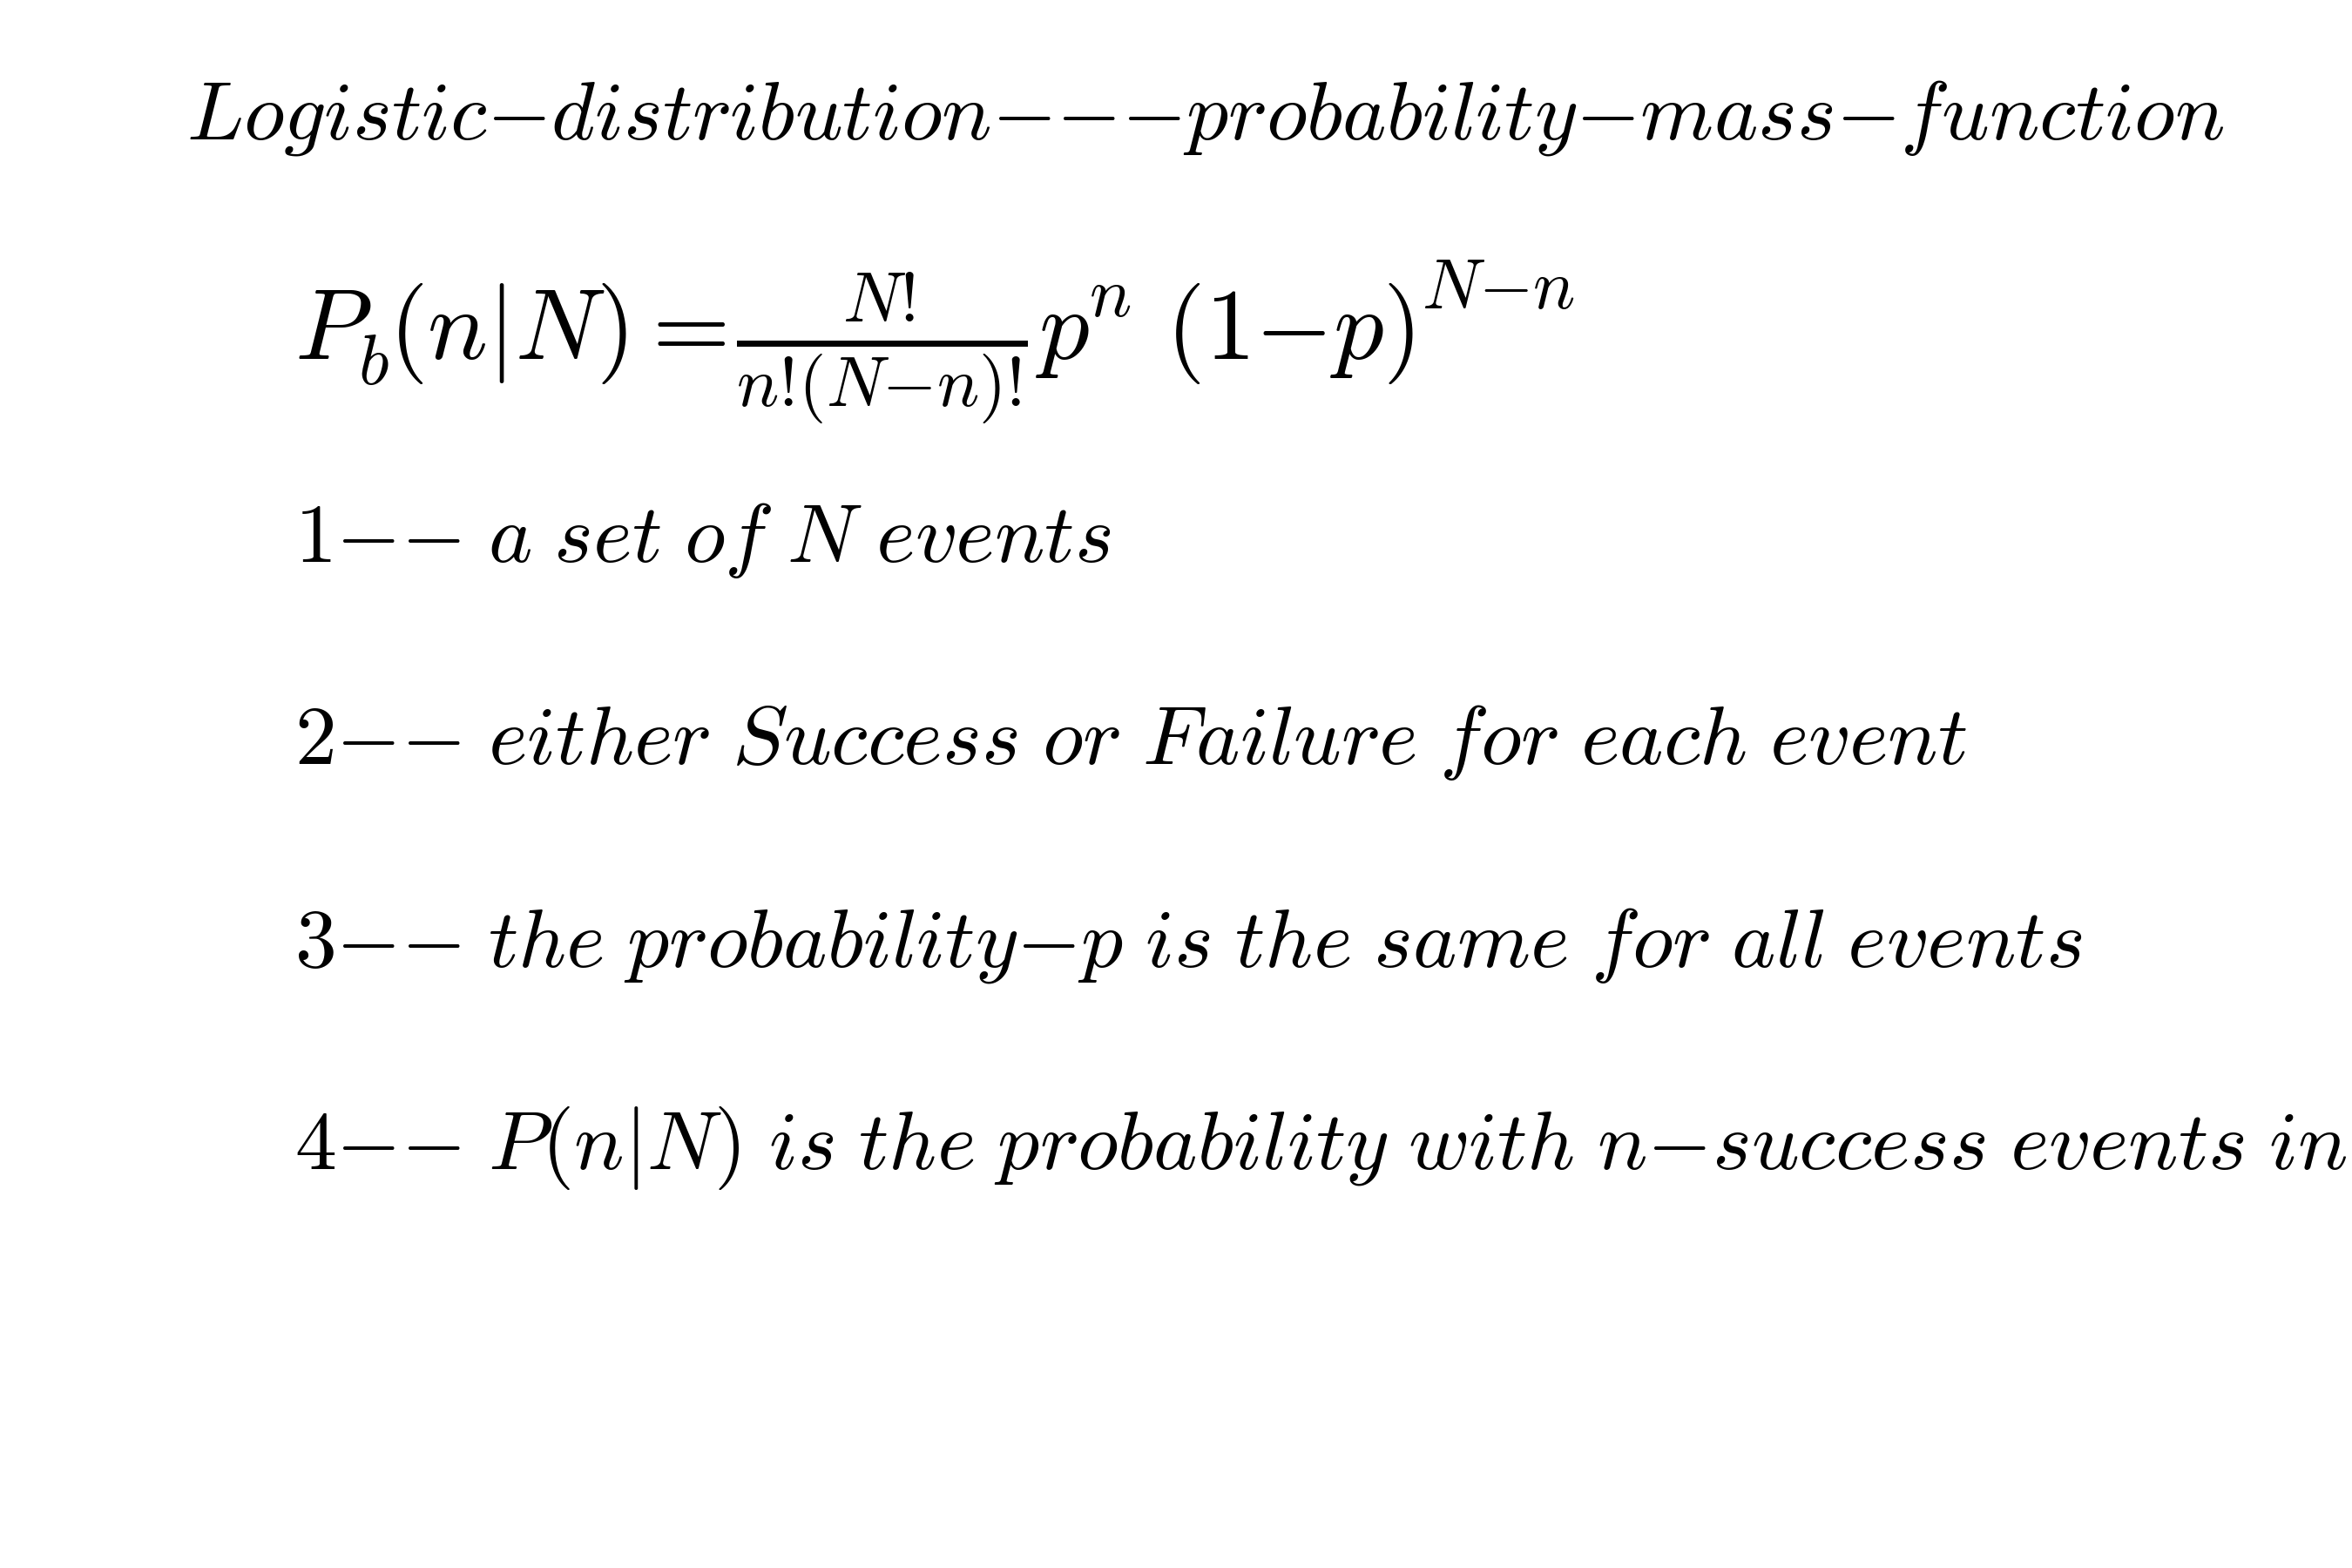 Logistic−distribution−−−probability−mass−function
P_b(n|N) = \frac{N!}{n!(N−n)!} p^n (1−p)^{N−n}
1−− a set of N events
2−− either Success or Failure for each event
3−− the probability−p is the same for all events
4−− P(n|N) is the probability with n−success events in